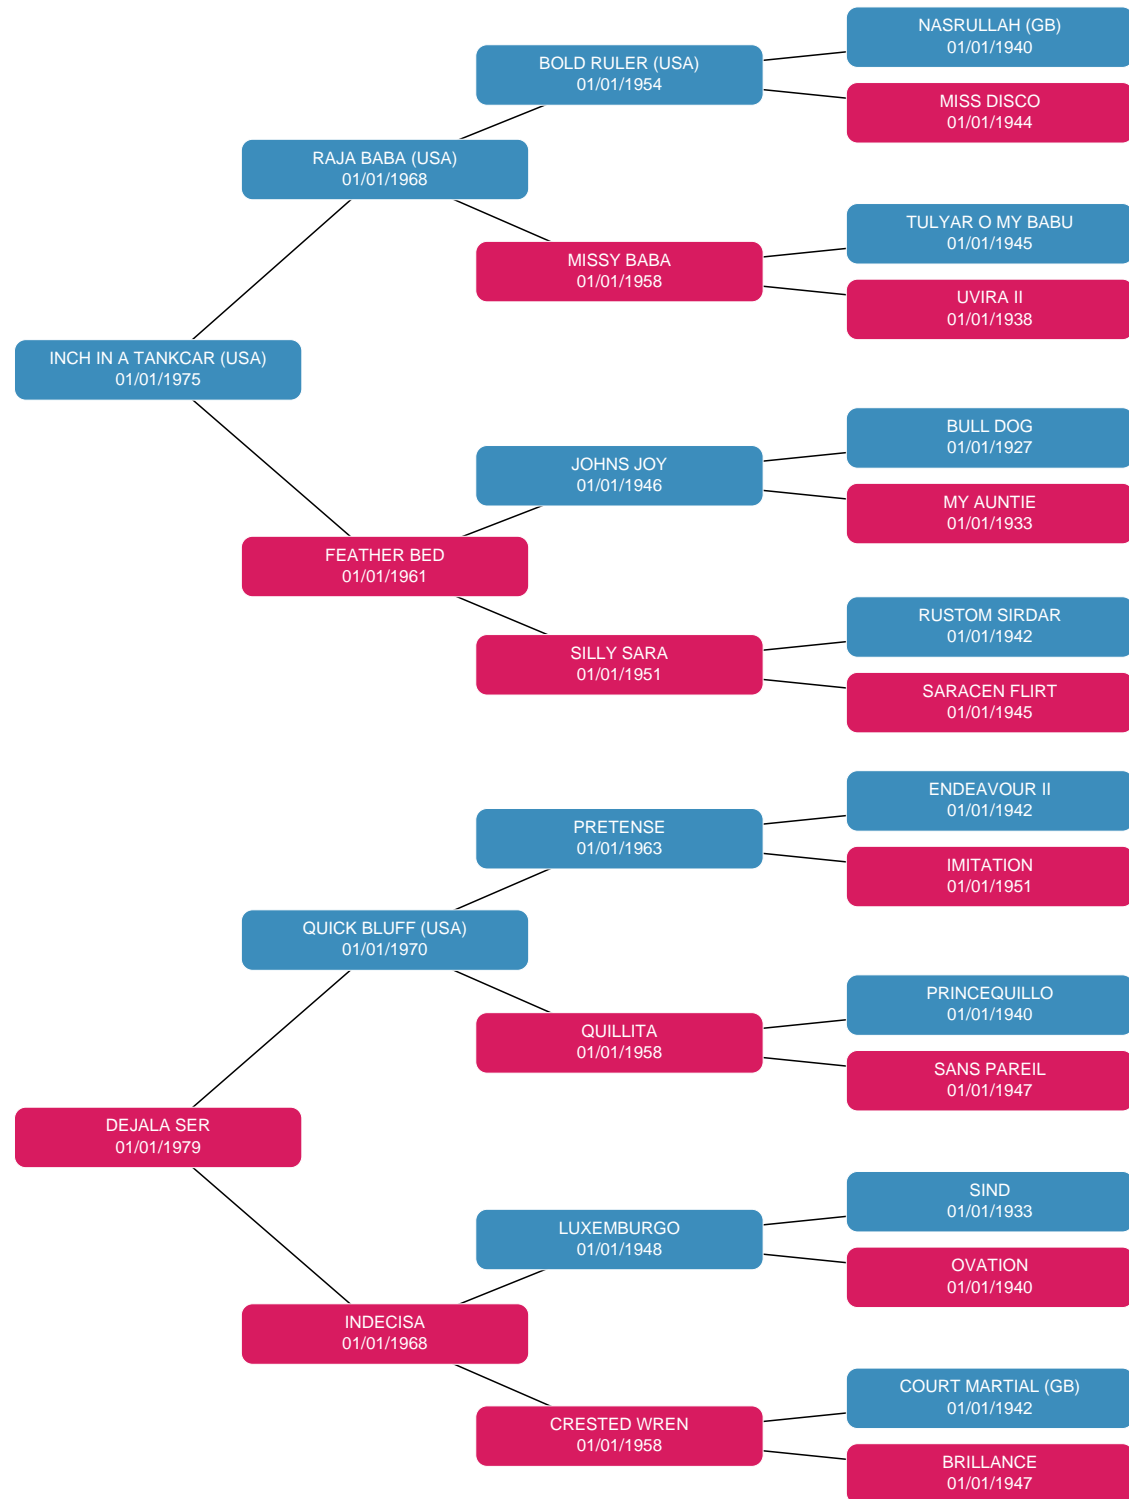 NASRULLAH (GB)
01/01/1940
BOLD RULER (USA)
01/01/1954
MISS DISCO
01/01/1944
RAJA BABA (USA)
01/01/1968
TULYAR O MY BABU
01/01/1945
MISSY BABA
01/01/1958
UVIRA II
01/01/1938
INCH IN A TANKCAR (USA)
01/01/1975
BULL DOG
01/01/1927
JOHNS JOY
01/01/1946
MY AUNTIE
01/01/1933
FEATHER BED
01/01/1961
RUSTOM SIRDAR
01/01/1942
SILLY SARA
01/01/1951
SARACEN FLIRT
01/01/1945
ENDEAVOUR II
01/01/1942
PRETENSE
01/01/1963
IMITATION
01/01/1951
QUICK BLUFF (USA)
01/01/1970
PRINCEQUILLO
01/01/1940
QUILLITA
01/01/1958
SANS PAREIL
01/01/1947
DEJALA SER
01/01/1979
SIND
01/01/1933
LUXEMBURGO
01/01/1948
OVATION
01/01/1940
INDECISA
01/01/1968
COURT MARTIAL (GB)
01/01/1942
CRESTED WREN
01/01/1958
BRILLANCE
01/01/1947